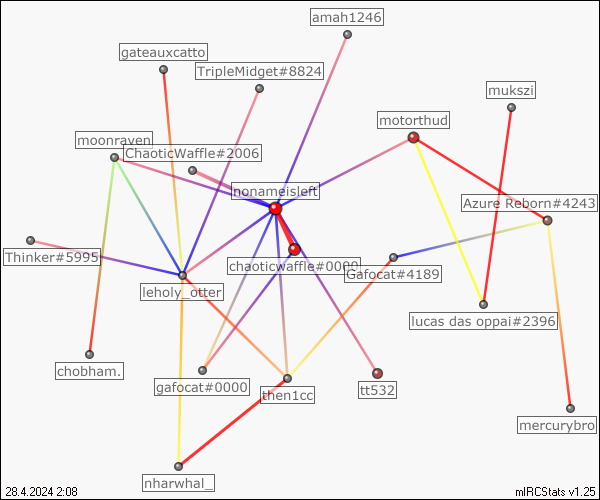 amah1246
gateauxcatto
TripleMidget#8824
mukszi
motorthud
moonraven
ChaoticWaffle#2006
nonameisleft
Azure Reborn#4243
Thinker#5995
chaoticwaffle#0000
Gafocat#4189
leholy_otter
lucas das oppai#2396
chobham.
gafocat#0000
then1cc
tt532
mercurybro
nharwhal_
28.4.2024 2:08
mIRCStats v1.25